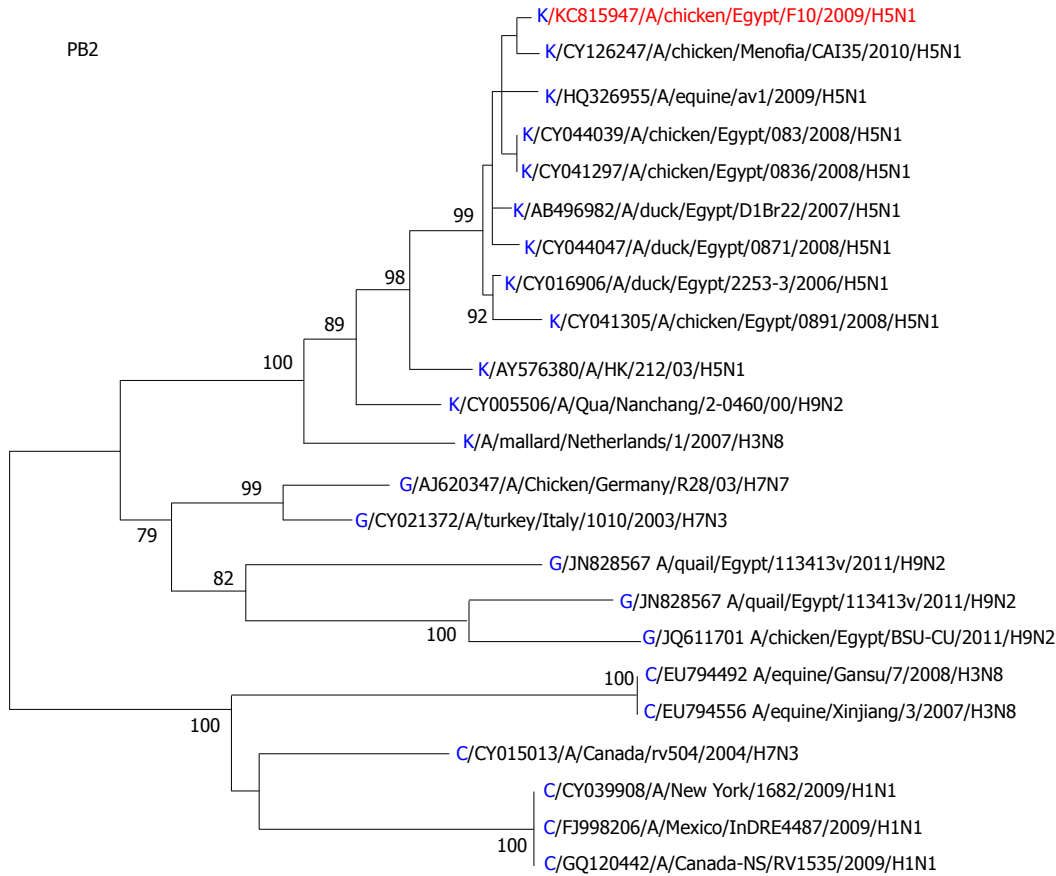 K/KC815947/A/chicken/Egypt/F10/2009/H5N1
PB2
K/CY126247/A/chicken/Menofia/CAI35/2010/H5N1
K/HQ326955/A/equine/av1/2009/H5N1
K/CY044039/A/chicken/Egypt/083/2008/H5N1
K/CY041297/A/chicken/Egypt/0836/2008/H5N1
K/AB496982/A/duck/Egypt/D1Br22/2007/H5N1
99
K/CY044047/A/duck/Egypt/0871/2008/H5N1
98
K/CY016906/A/duck/Egypt/2253-3/2006/H5N1
92
K/CY041305/A/chicken/Egypt/0891/2008/H5N1
89
100
K/AY576380/A/HK/212/03/H5N1
K/CY005506/A/Qua/Nanchang/2-0460/00/H9N2
K/A/mallard/Netherlands/1/2007/H3N8
99
G/AJ620347/A/Chicken/Germany/R28/03/H7N7
G/CY021372/A/turkey/Italy/1010/2003/H7N3
79
G/JN828567 A/quail/Egypt/113413v/2011/H9N2
82
G/JN828567 A/quail/Egypt/113413v/2011/H9N2
100
G/JQ611701 A/chicken/Egypt/BSU-CU/2011/H9N2
100
C/EU794492 A/equine/Gansu/7/2008/H3N8
C/EU794556 A/equine/Xinjiang/3/2007/H3N8
100
C/CY015013/A/Canada/rv504/2004/H7N3
C/CY039908/A/New York/1682/2009/H1N1
C/FJ998206/A/Mexico/InDRE4487/2009/H1N1
100
C/GQ120442/A/Canada-NS/RV1535/2009/H1N1